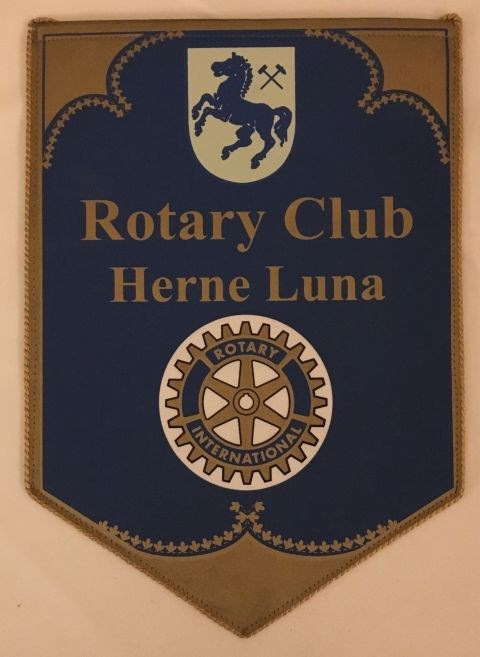 Rotary Club
Herne Luna
ROTARY
INTERNATIONAL